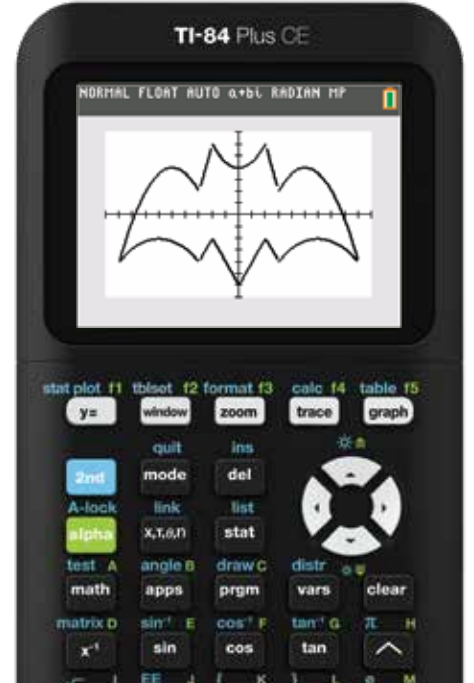 TI-84 Plus CE
NORMAL FLOAT AUTO a+bi RADIAN MP
stat plot f1 tblset f2 format f3 calc f4 table f5
y= window zoom trace graph
quit ins
2nd mode del
A-lock link list
alpha X,T,θ,n stat
test A angle B draw C distr
math apps prgm vars clear
matrix D sin⁻¹ E cos⁻¹ F tan⁻¹ G π H
x⁻¹ sin cos tan ^
EE J K L M